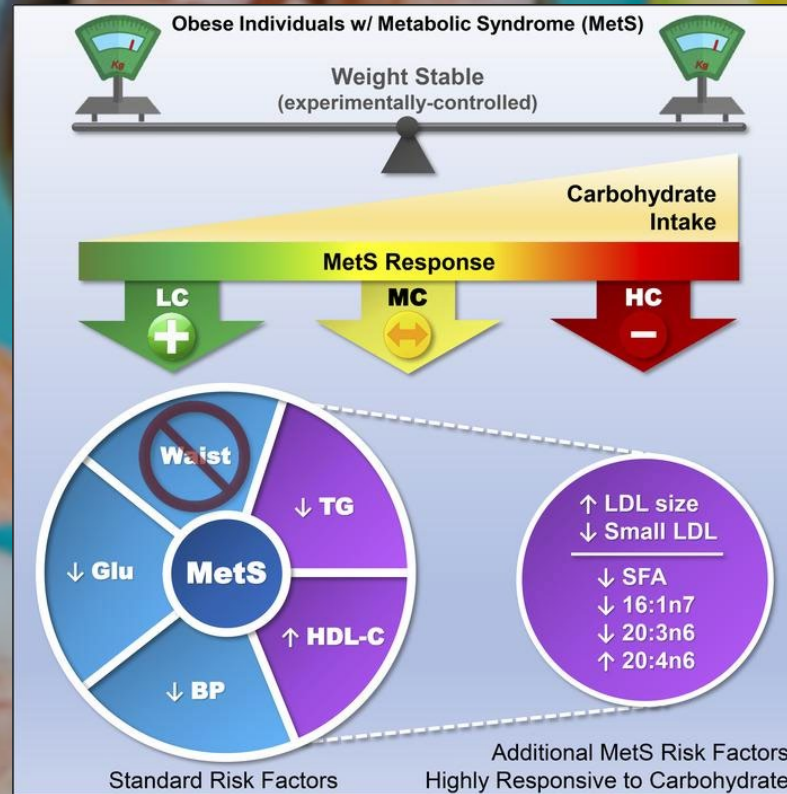 Obese Individuals w/ Metabolic Syndrome (MetS)
Kg
Kg
Weight Stable
(experimentally-controlled)
Carbohydrate
Intake
MetS Response
LC
MC
HC
Waist
↓ TG
↓ Glu
MetS
↑ HDL-C
↓ BP
↑ LDL size
↓ Small LDL
↓ SFA
↓ 16:1n7
↓ 20:3n6
↑ 20:4n6
Standard Risk Factors
Additional MetS Risk Factors
Highly Responsive to Carbohydrate